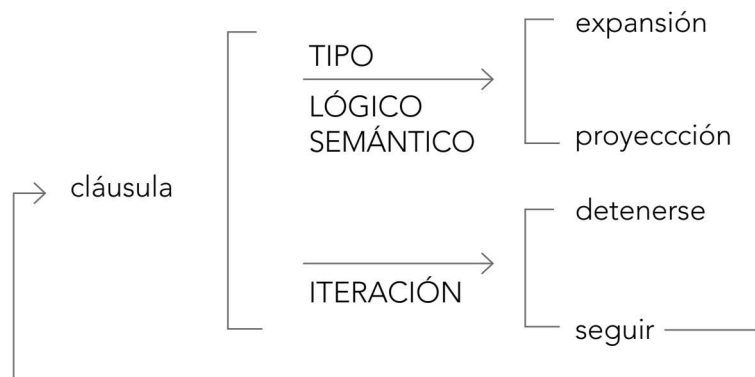 expansión
TIPO
LÓGICO
SEMÁNTICO
proyeccción
cláusula
detenerse
ITERACIÓN
seguir